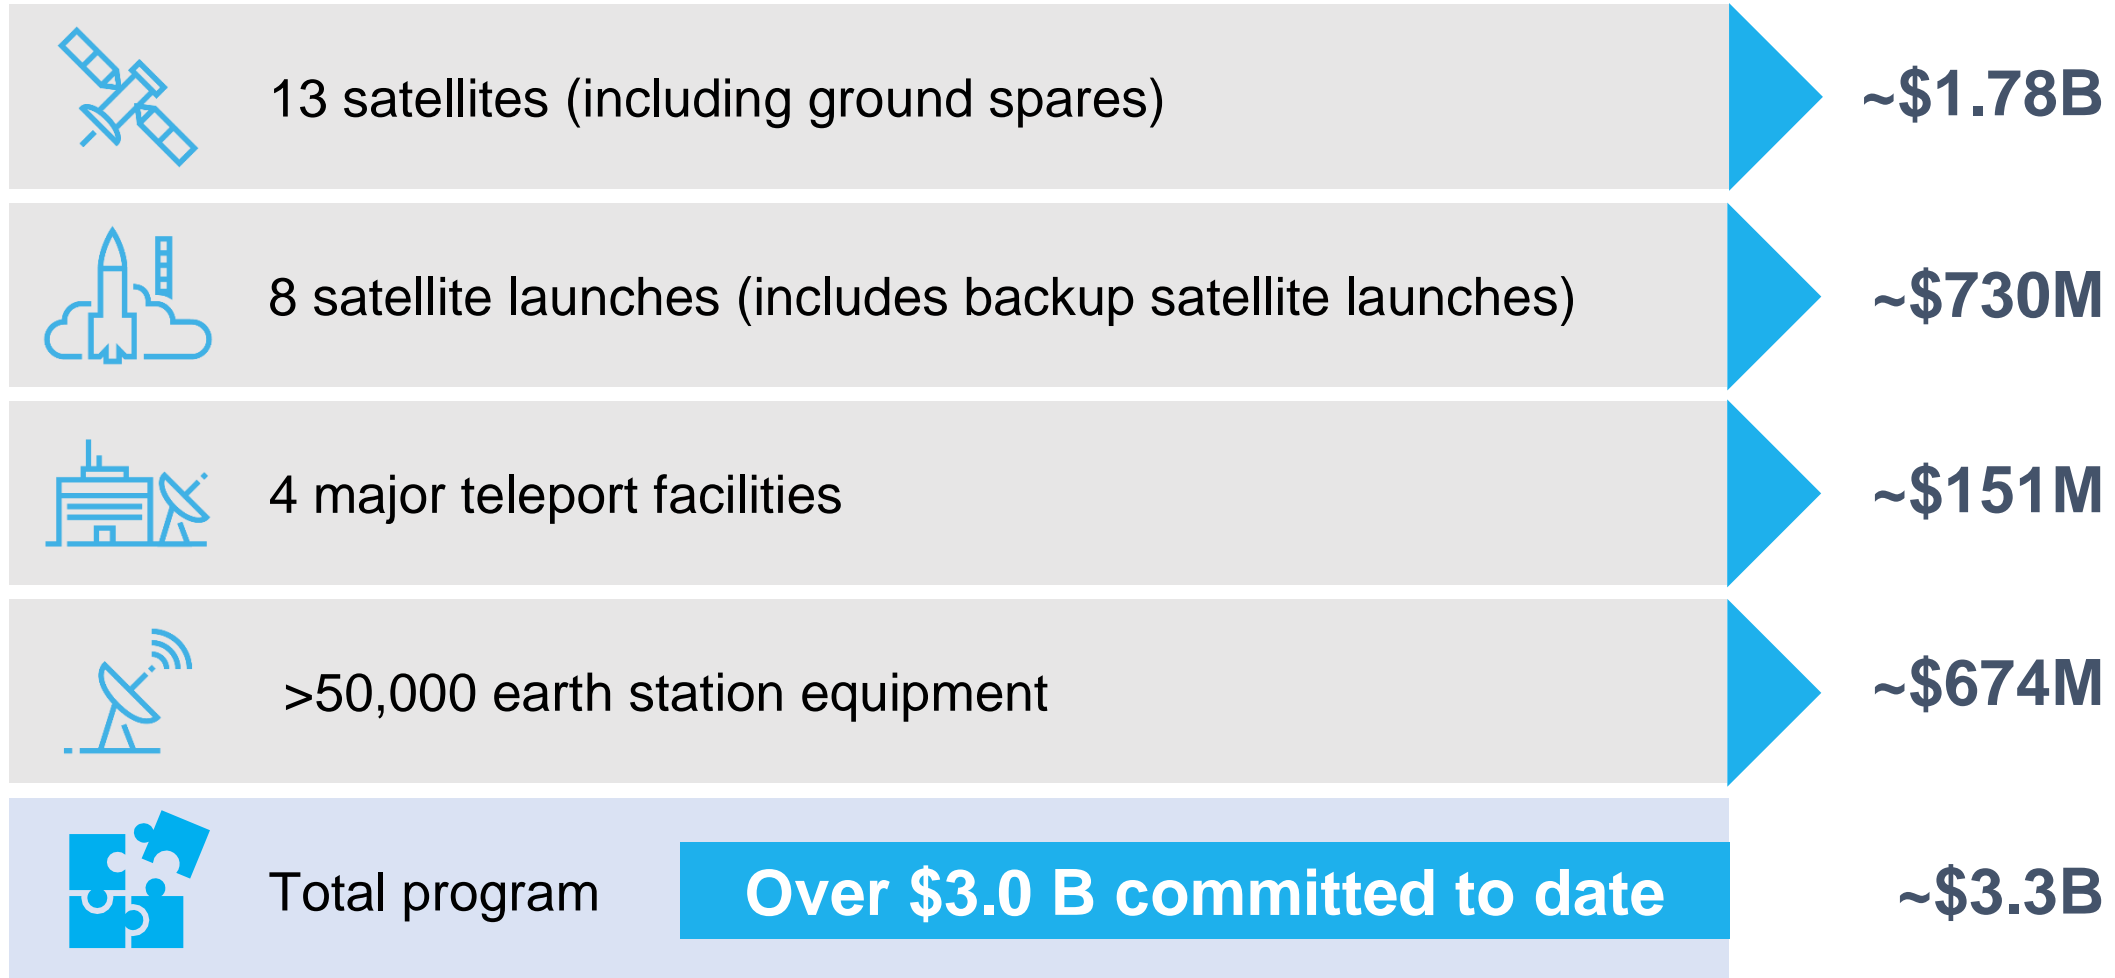 13 satellites (including ground spares)
~$1.78B
8 satellite launches (includes backup satellite launches)
~$730M
4 major teleport facilities
~$151M
>50,000 earth station equipment
~$674M
Total program
Over $3.0 B committed to date
~$3.3B